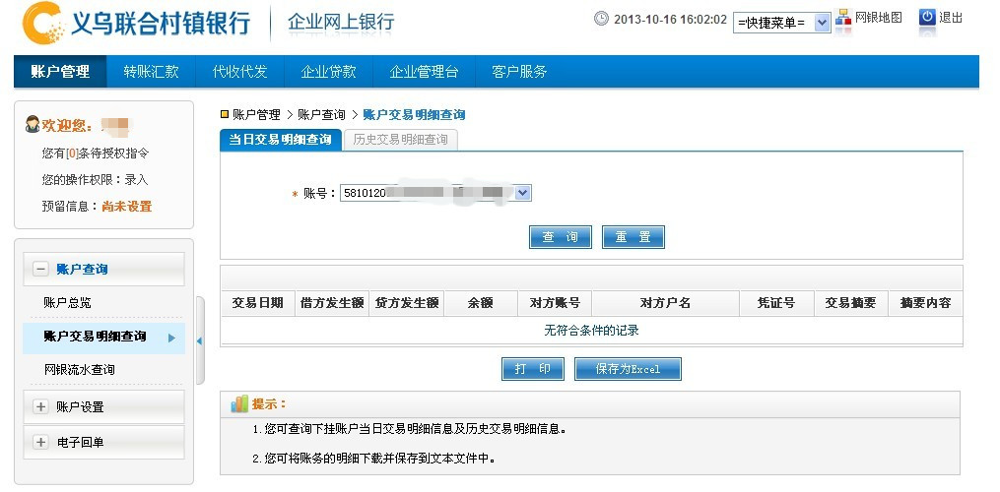 义乌联合村镇银行 企业网上银行 2013-10-16 16:02:02 =快捷菜单= 网银地图 退出
账户管理 转账汇款 代收代发 企业贷款 企业管理台 客户服务
欢迎您：
您有[0]条待授权指令
您的操作权限：录入
预留信息：尚未设置
账户查询
账户总览
账户交易明细查询
网银流水查询
账户设置
电子回单
账户管理 > 账户查询 > 账户交易明细查询
当日交易明细查询 历史交易明细查询
* 账号： 5810120
查 询 重 置
交易日期 借方发生额 贷方发生额 余额 对方账号 对方户名 凭证号 交易摘要 摘要内容
无符合条件的记录
打 印 保存为Excel
提示：
1.您可查询下挂账户当日交易明细信息及历史交易明细信息。
2.您可将账务的明细下载并保存到文本文件中。